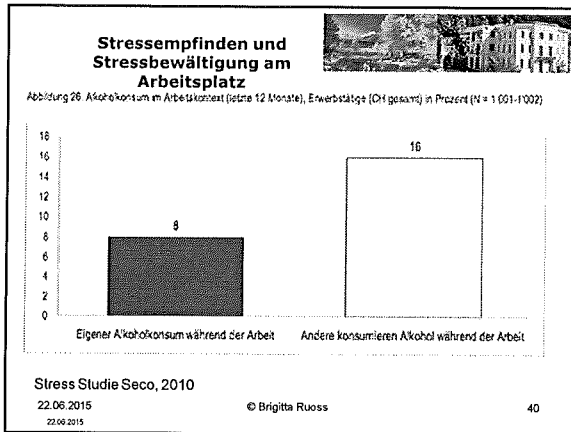 Stressempfinden und
Stressbewältigung am
Arbeitsplatz
Abbildung 26. Alkoholkonsum im Arbeitskontext (letzte 12 Monate), Erwerbstätige (CH gesamt) in Prozent (N = 1'001-1'002)
18
16
14
12
10
8
6
4
2
0
8
16
Eigener Alkoholkonsum während der Arbeit
Andere konsumieren Alkohol während der Arbeit
Stress Studie Seco, 2010
22.06.2015
© Brigitta Ruoss
40
22.06.2015